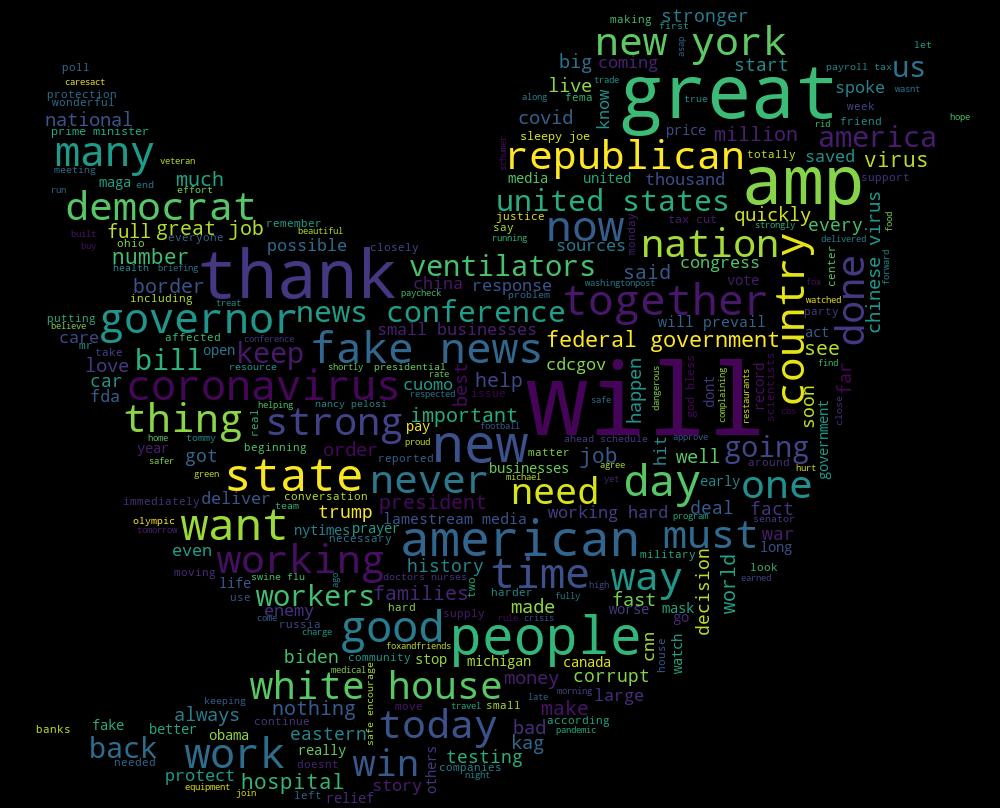 making stronger
first
new york
asap
let
poll
big coming start payroll tax us
caresact
live trade great spoke wasnt
protection
wonderful
along fema know true week
national
covid price million rid friend hope
prime minister
sleepy joe america
many veteran
scissor
republican totally saved virus
meeting
maga end much media united thousand amp support
run effort
democrat
united states quickly
built full great job remember justice now tax cut strongly every food
buy everyone beautiful say monday delivered
ohio possible closely running sources nation chinese virus
number
health briefing thank ventilators said congress country center done forward
border china response washingtonpost vote fox
including treat paycheck problem together watched
putting governor news conference will prevail party
believe affected conference small businesses federal government act
care mr open fake news see
take resource shortly presidential cdcgov find
love bill keep rate cuomo best help happen dangerous god bless dont complaining restaurants record scientists cbs soon far close
car coronavirus respected issue will safe
fda helping nancy pelosi
thing real strong important football government
home tommy proud pay new ahead schedule hit approve going hurt
year beginning order reported matter job well around
safer got businesses agree
green state never michael yet need day early one
team
immediately deliver conversation president deal fact
olympic want trump lamestream media working hard program senator
tomorrow nytimes prayer necessary american must war
even working history military long
moving swine flu ago doctors nurses time high way decision world look
life families two earned
use workers harder fully fast mask
enemy hard made worse go
come russia supply rule crisis
charge good people cnn house watch
foxandfriends
biden community stop michigan canada
medical corrupt
white house money
safe encourage
keeping nothing move late morning large
always travel small make
banks fake continue today according
better obama eastern bad pandemic
back work really kag
needed doesnt win testing
protect hospital others companies
equipment story night
join left relief